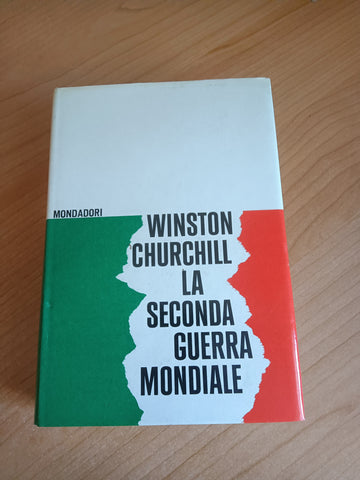 MONDADORI
WINSTON
CHURCHILL
LA
SECONDA
GUERRA
MONDIALE